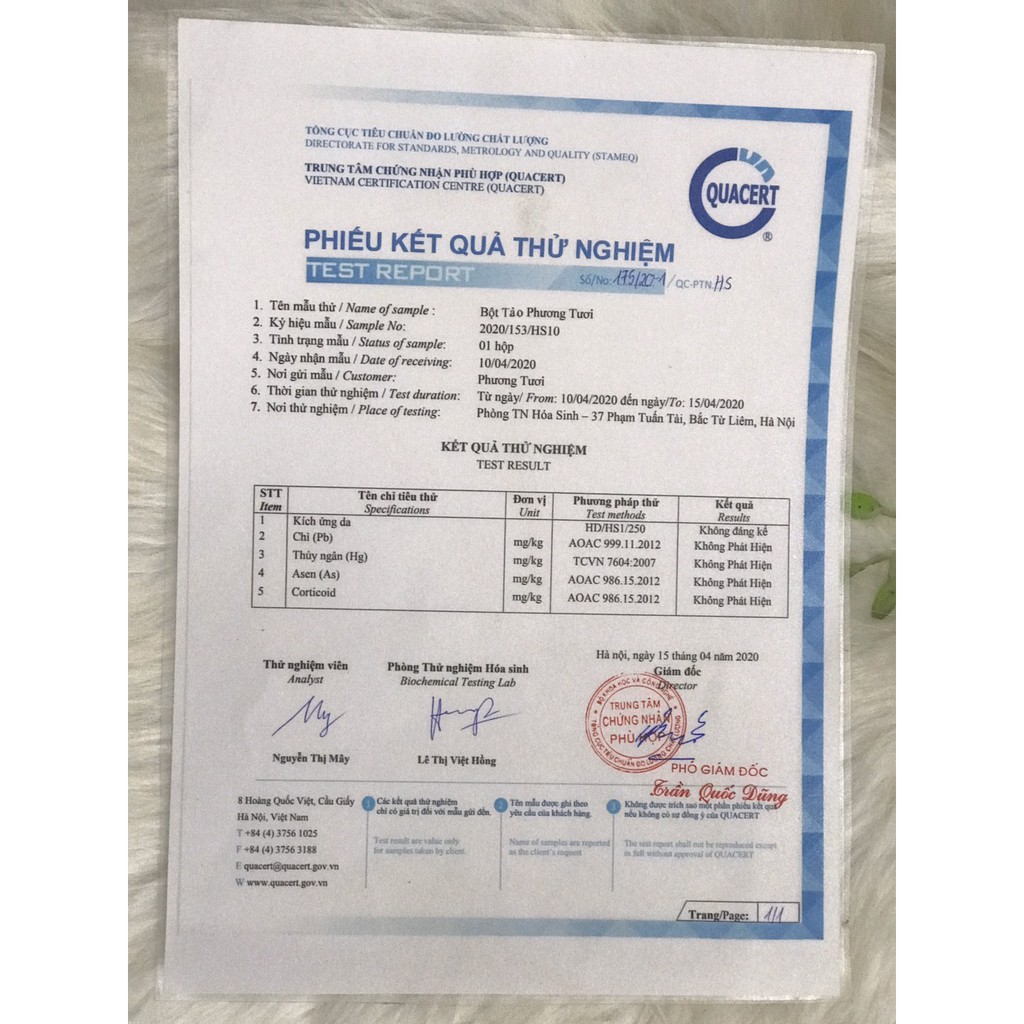 TỔNG CỤC TIÊU CHUẨN ĐO LƯỜNG CHẤT LƯỢNG
DIRECTORATE FOR STANDARDS, METROLOGY AND QUALITY (STAMEQ)
TRUNG TÂM CHỨNG NHẬN PHÙ HỢP (QUACERT)
VIETNAM CERTIFICATION CENTRE (QUACERT)
QUACERT
®
PHIẾU KẾT QUẢ THỬ NGHIỆM
TEST REPORT
Số/No: 175/20-1 / QC-PTN.HS
1. Tên mẫu thử / Name of sample : Bột Tảo Phương Tươi
2. Ký hiệu mẫu / Sample No: 2020/153/HS10
3. Tình trạng mẫu / Status of sample: 01 hộp
4. Ngày nhận mẫu / Date of receiving: 10/04/2020
5. Nơi gửi mẫu / Customer: Phương Tươi
6. Thời gian thử nghiệm / Test duration: Từ ngày/ From: 10/04/2020 đến ngày/To: 15/04/2020
7. Nơi thử nghiệm / Place of testing: Phòng TN Hóa Sinh – 37 Phạm Tuấn Tài, Bắc Từ Liêm, Hà Nội
KẾT QUẢ THỬ NGHIỆM
TEST RESULT
STT Tên chỉ tiêu thử Đơn vị Phương pháp thử Kết quả
Item Specifications Unit Test methods Results
1 Kích ứng da HD/HS1/250 Không đáng kể
2 Chì (Pb) mg/kg AOAC 999.11.2012 Không Phát Hiện
3 Thủy ngân (Hg) mg/kg TCVN 7604:2007 Không Phát Hiện
4 Asen (As) mg/kg AOAC 986.15.2012 Không Phát Hiện
5 Corticoid mg/kg AOAC 986.15.2012 Không Phát Hiện
Hà nội, ngày 15 tháng 04 năm 2020
Thử nghiệm viên Phòng Thử nghiệm Hóa sinh Giám đốc
Analyst Biochemical Testing Lab Director
BỘ KHOA HỌC VÀ CÔNG NGHỆ
TRUNG TÂM
CHỨNG NHẬN
PHÙ HỢP
TỔNG CỤC TIÊU CHUẨN ĐO LƯỜNG CHẤT LƯỢNG
Nguyễn Thị Mây Lê Thị Việt Hồng
PHÓ GIÁM ĐỐC
Trần Quốc Dũng
8 Hoàng Quốc Việt, Cầu Giấy
Hà Nội, Việt Nam
T +84 (4) 3756 1025
F +84 (4) 3756 3188
E quacert@quacert.gov.vn
W www.quacert.gov.vn
1 Các kết quả thử nghiệm
chỉ có giá trị đối với mẫu gửi đến.
Test result are value only
for samples taken by client.
2 Tên mẫu được ghi theo
yêu cầu của khách hàng.
Name of samples are reported
as the client's request
3 Không được trích sao một phần phiếu kết quả
nếu không có sự đồng ý của QUACERT
The test report shall not be reproduced except
in full without approval of QUACERT
Trang/Page: 1/1